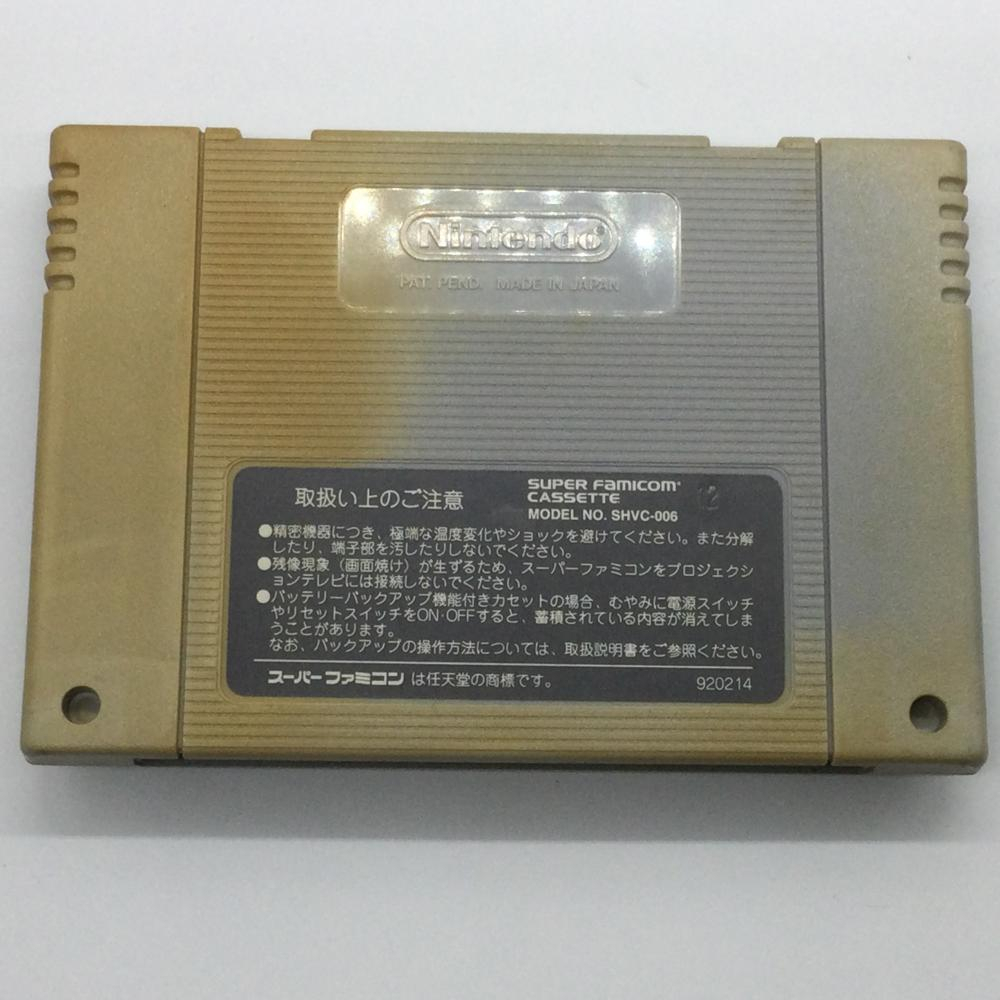 Nintendo®
PAT. PEND. MADE IN JAPAN
取扱い上のご注意
SUPER FAMICOM®
CASSETTE
MODEL NO. SHVC-006
12
●精密機器につき、極端な温度変化やショックを避けてください。また分解
したり、端子部を汚したりしないでください。
●残像現象（画面焼け）が生ずるため、スーパーファミコンをプロジェクシ
ョンテレビには接続しないでください。
●バッテリーバックアップ機能付きカセットの場合、むやみに電源スイッチ
やリセットスイッチをON・OFFすると、蓄積されている内容が消えてしま
うことがあります。
なお、バックアップの操作方法については、取扱説明書をご参照ください。
スーパーファミコンは任天堂の商標です。
920214